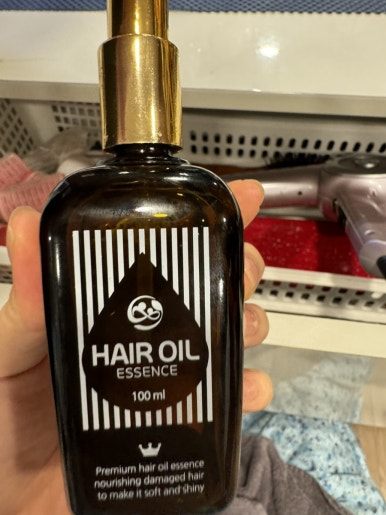 HAIR OIL
ESSENCE
100 ml
Premium hair oil essence
nourishing damaged hair
to make it soft and shiny